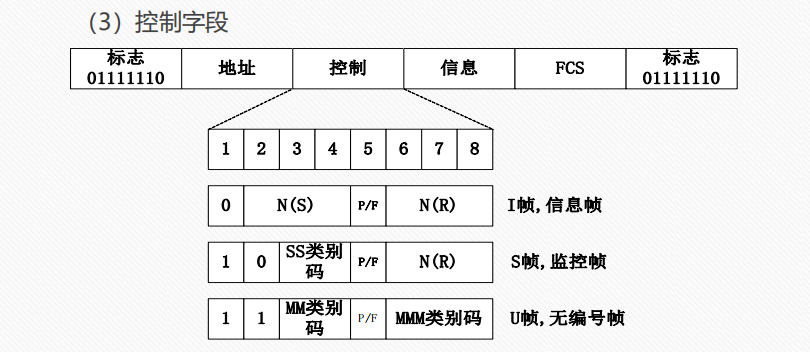 （3）控制字段
标志
01111110
地址
控制
信息
FCS
标志
01111110
1 2 3 4 5 6 7 8
0 N(S) P/F N(R) I帧,信息帧
1 0 SS类别码 P/F N(R) S帧,监控帧
1 1 MM类别码 P/F MMM类别码 U帧,无编号帧